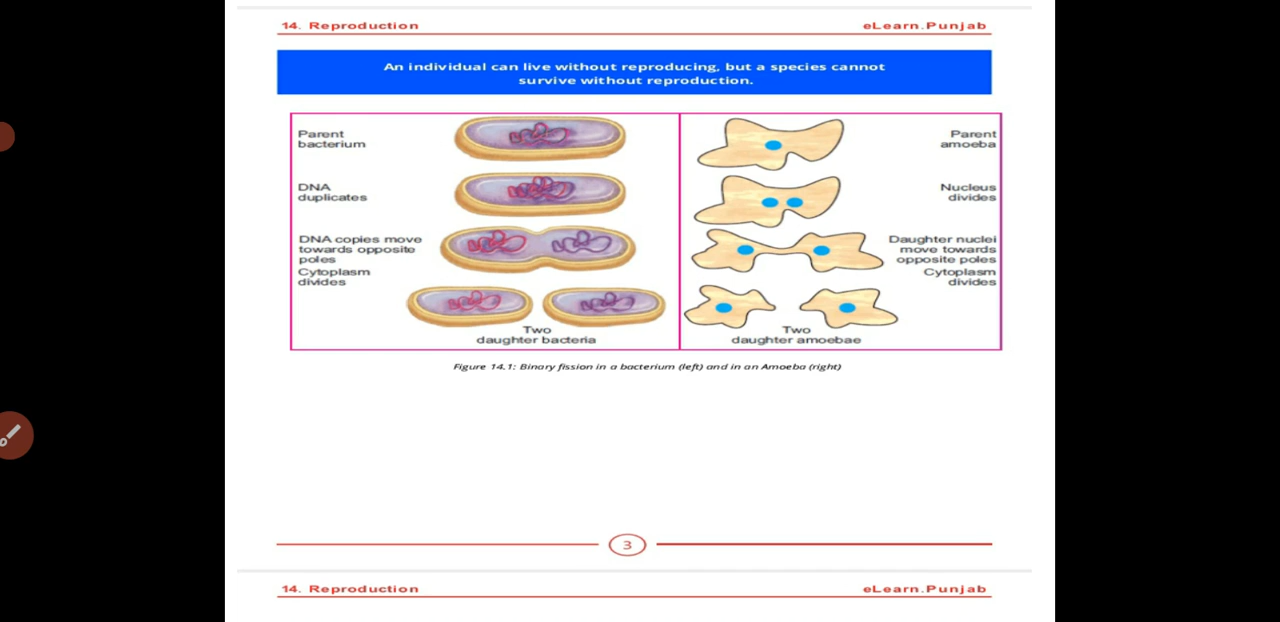 14. Reproduction
eLearn.Punjab
An individual can live without reproducing, but a species cannot
survive without reproduction.
Parent
bacterium
DNA
duplicates
DNA copies move
towards opposite
poles
Cytoplasm
divides
Two
daughter bacteria
Parent
amoeba
Nucleus
divides
Daughter nuclei
move towards
opposite poles
Cytoplasm
divides
Two
daughter amoebae
Figure 14.1: Binary fission in a bacterium (left) and in an Amoeba (right)
3
14. Reproduction
eLearn.Punjab